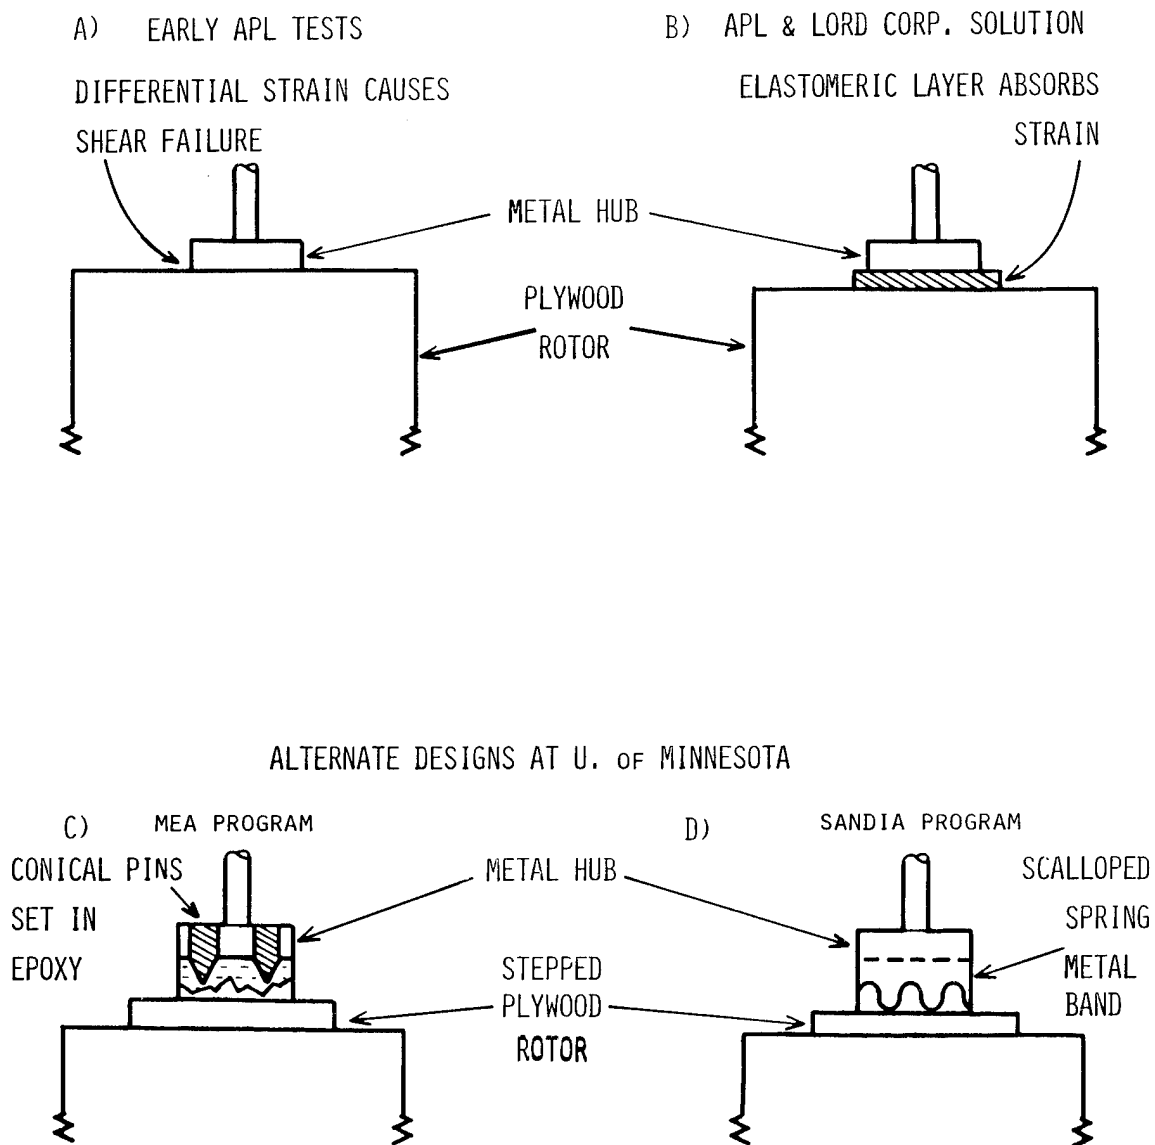 A) EARLY APL TESTS
DIFFERENTIAL STRAIN CAUSES
SHEAR FAILURE
B) APL & LORD CORP. SOLUTION
ELASTOMERIC LAYER ABSORBS
STRAIN
METAL HUB
PLYWOOD
ROTOR
ALTERNATE DESIGNS AT U. OF MINNESOTA
C) MEA PROGRAM
CONICAL PINS
SET IN
EPOXY
D) SANDIA PROGRAM
METAL HUB
SCALLOPED
SPRING
METAL
BAND
STEPPED
PLYWOOD
ROTOR